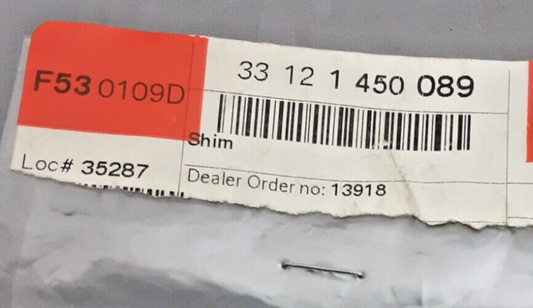 F53 0109D
33 12 1 450 089
Shim
Loc# 35287
Dealer Order no: 13918